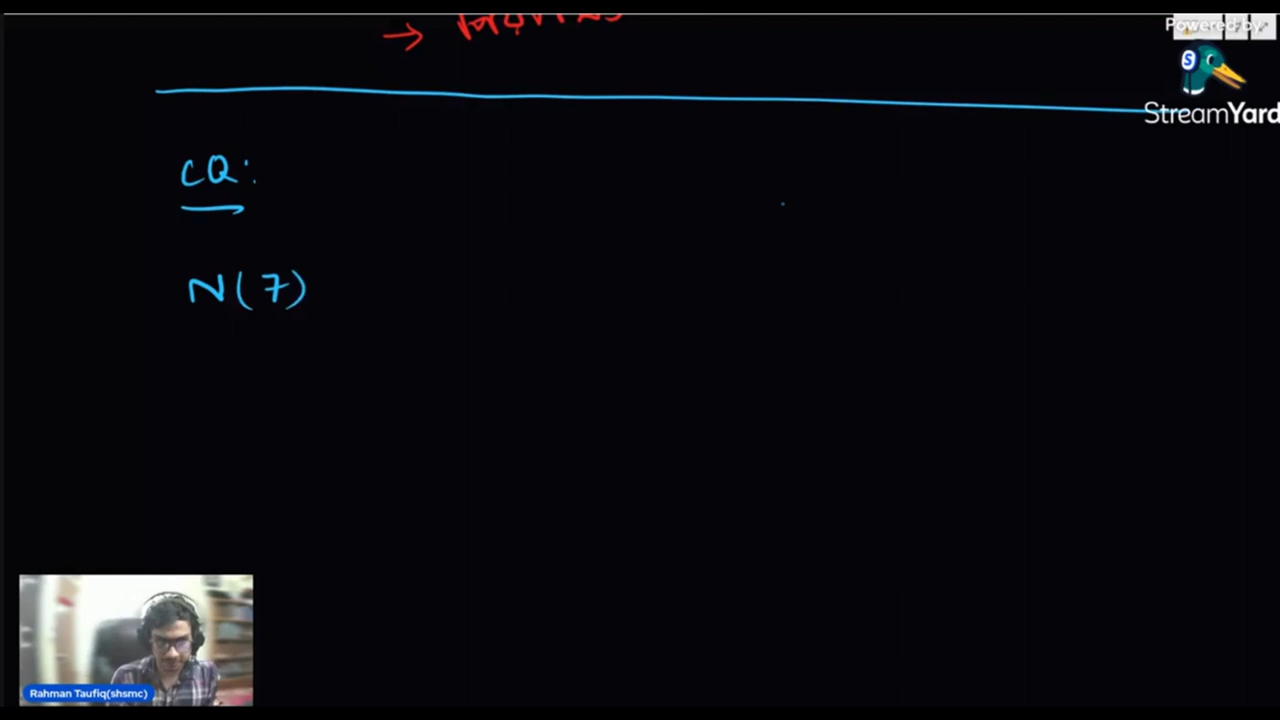 Powered by
StreamYard
CQ:
N(7)
Rahman Taufiq(shsmc)